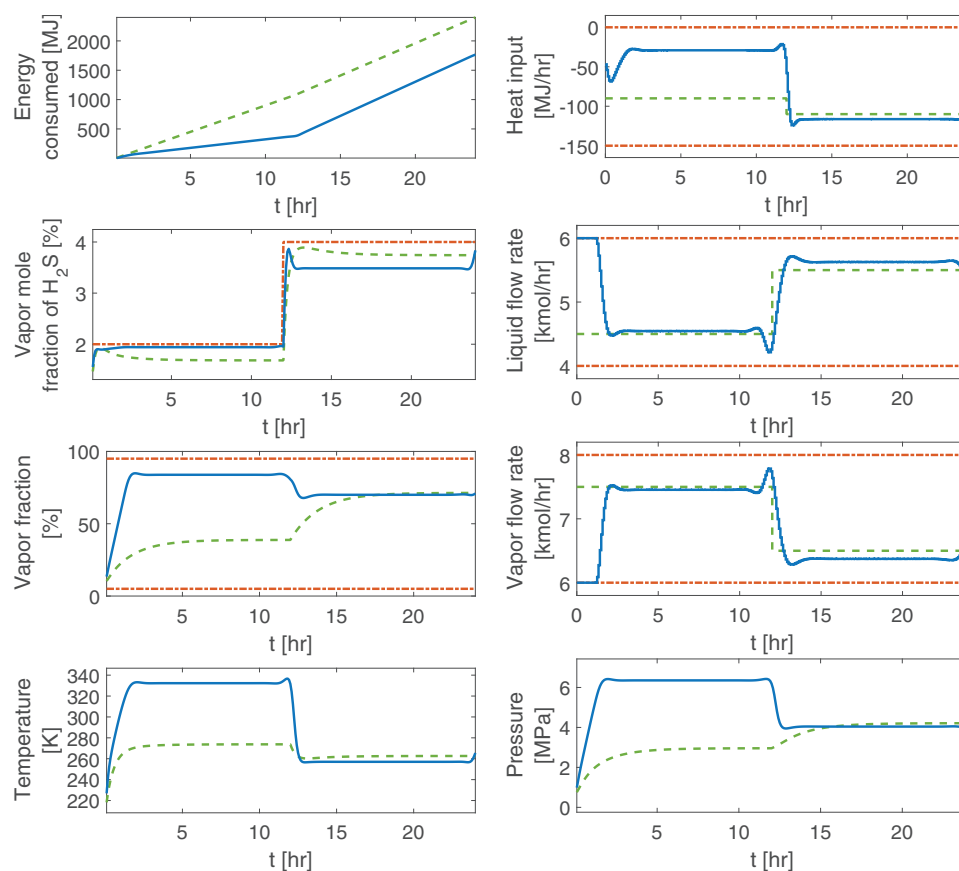 Energy
consumed [MJ]
2000
1500
1000
500
5
10
15
20
t [hr]
Heat input
[MJ/hr]
0
-50
-100
-150
0
5
10
15
20
t [hr]
Vapor mole
fraction of H_2S [%]
4
3
2
5
10
15
20
t [hr]
Liquid flow rate
[kmol/hr]
6
5
4
0
5
10
15
20
t [hr]
Vapor fraction
[%]
100
50
0
5
10
15
20
t [hr]
Vapor flow rate
[kmol/hr]
8
7
6
0
5
10
15
20
t [hr]
Temperature
[K]
340
320
300
280
260
240
220
5
10
15
20
t [hr]
Pressure
[MPa]
6
4
2
0
5
10
15
20
t [hr]